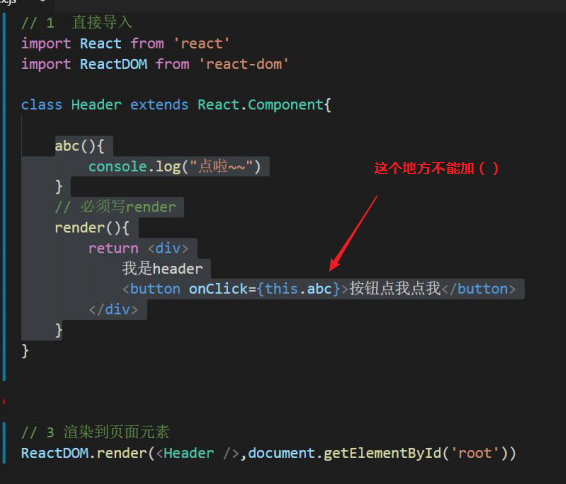 // 1  直接导入
import React from 'react'
import ReactDOM from 'react-dom'
class Header extends React.Component{
abc(){
console.log("点啦~~")
}
这个地方不能加（ ）
// 必须写render
render(){
return <div>
我是header
<button onClick={this.abc}>按钮点我点我</button>
</div>
}
}
// 3 渲染到页面元素
ReactDOM.render(<Header />,document.getElementById('root'))